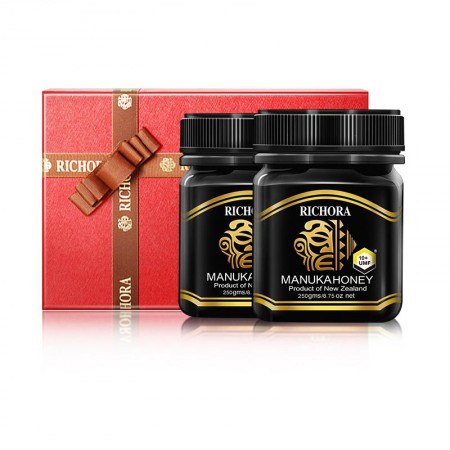 RICHORA
RICHORA
RICHORA
RICHORA
MANUKA
Product of New
250gms/8
RICHORA
10+
UMF
MANUKA HONEY
Product of New Zealand
250gms/8.75 oz net